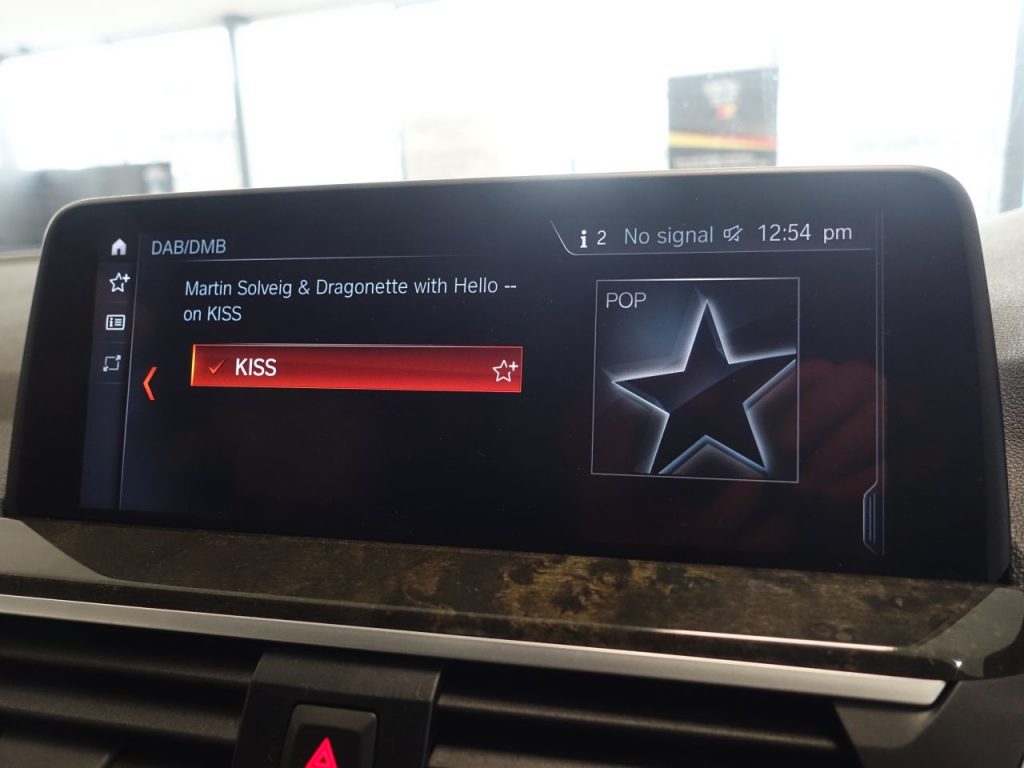 DAB/DMB
2 No signal 12:54 pm
Martin Solveig & Dragonette with Hello --
on KISS
KISS
POP